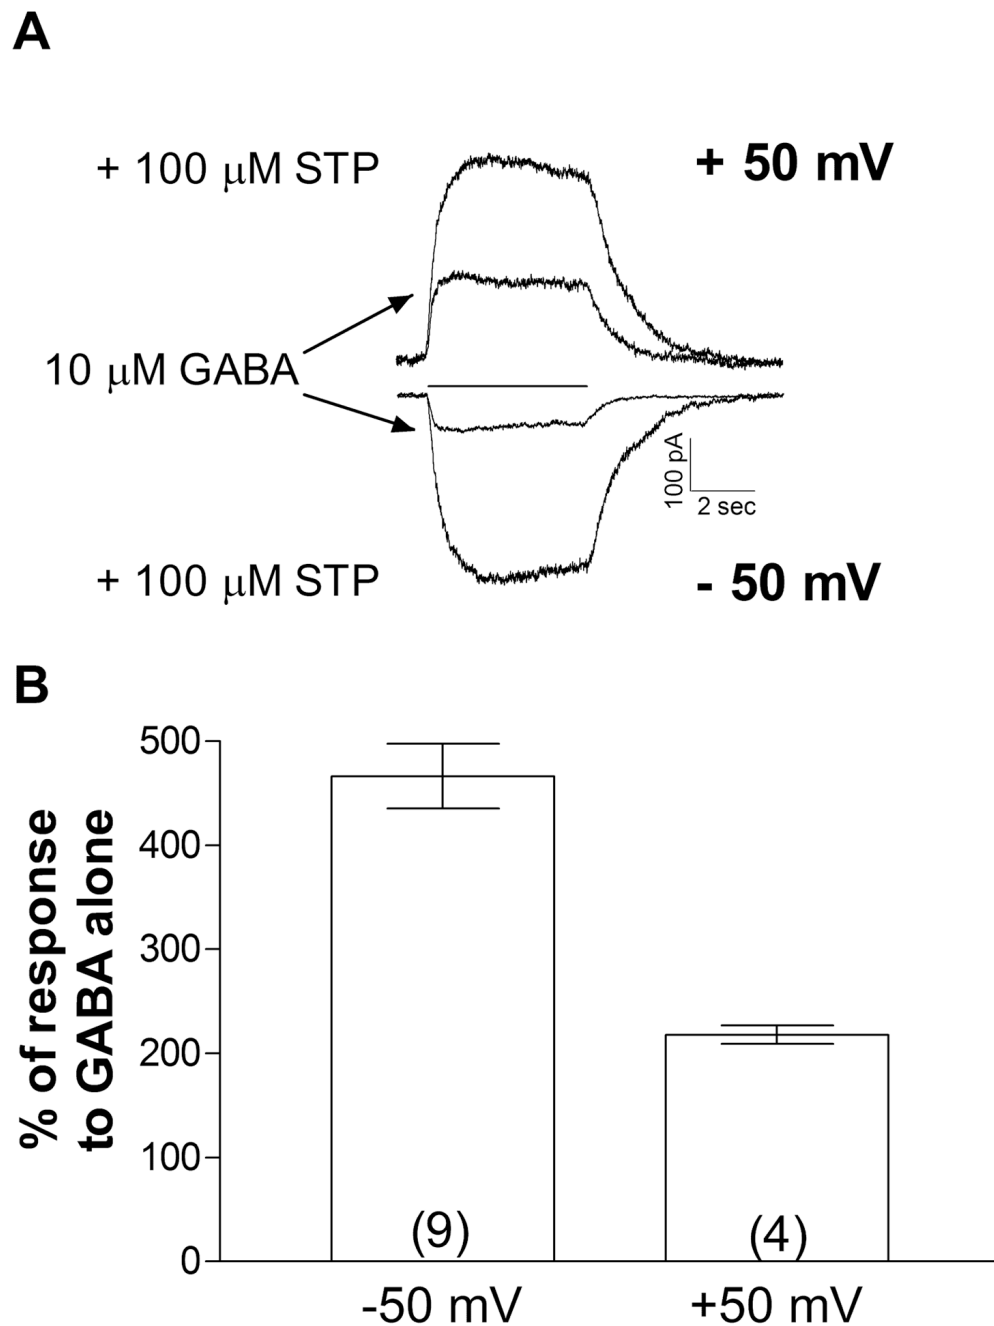 A
+ 100 μM STP
+ 50 mV
10 μM GABA
100 pA
2 sec
+ 100 μM STP
- 50 mV
B
% of response
to GABA alone
500
400
300
200
100
0
(9)
(4)
-50 mV
+50 mV